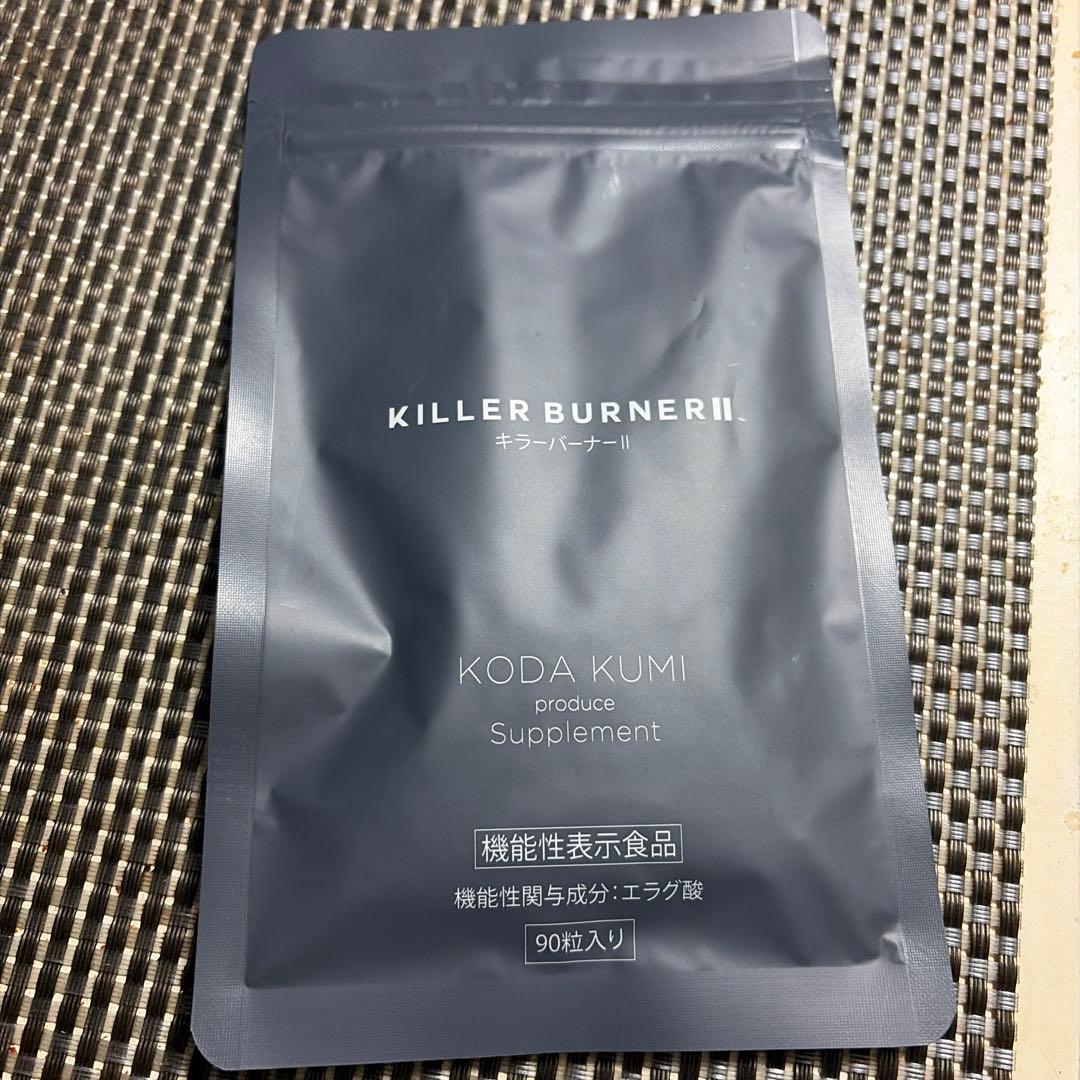 KILLER BURNERⅡ
キラーバーナーⅡ
KODA KUMI
produce
Supplement
機能性表示食品
機能性関与成分：エラグ酸
90粒入り